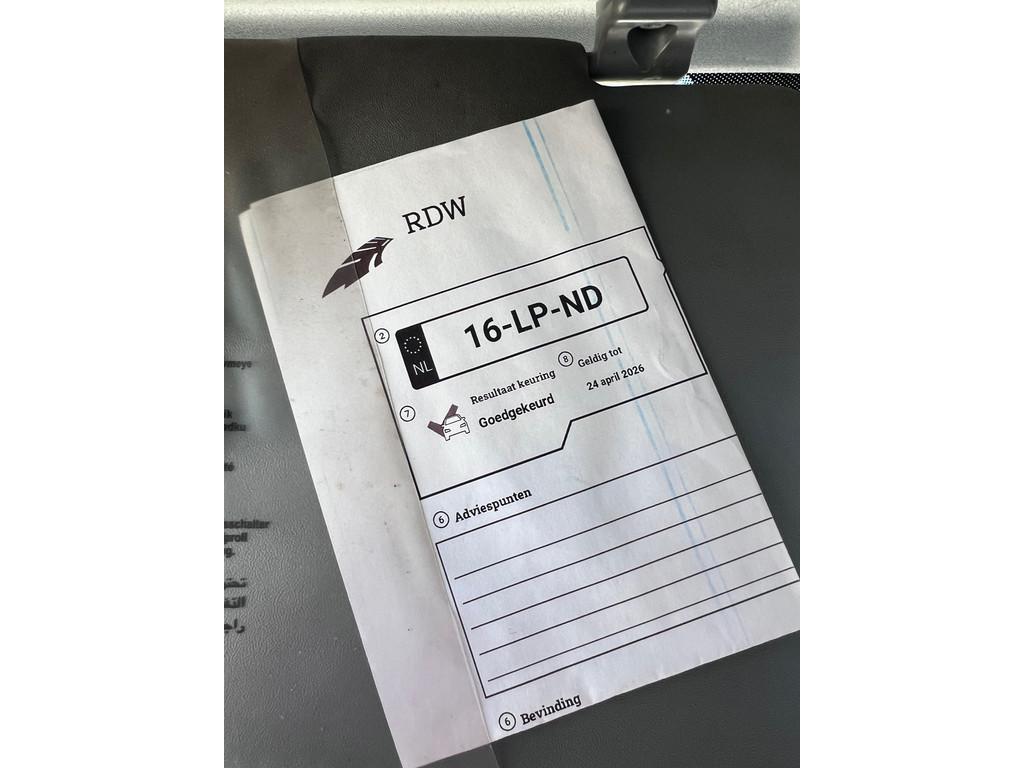 RDW
2
NL
16-LP-ND
7
Resultaat keuring
Goedgekeurd
8
Geldig tot
24 april 2026
6 Adviespunten
6 Bevinding